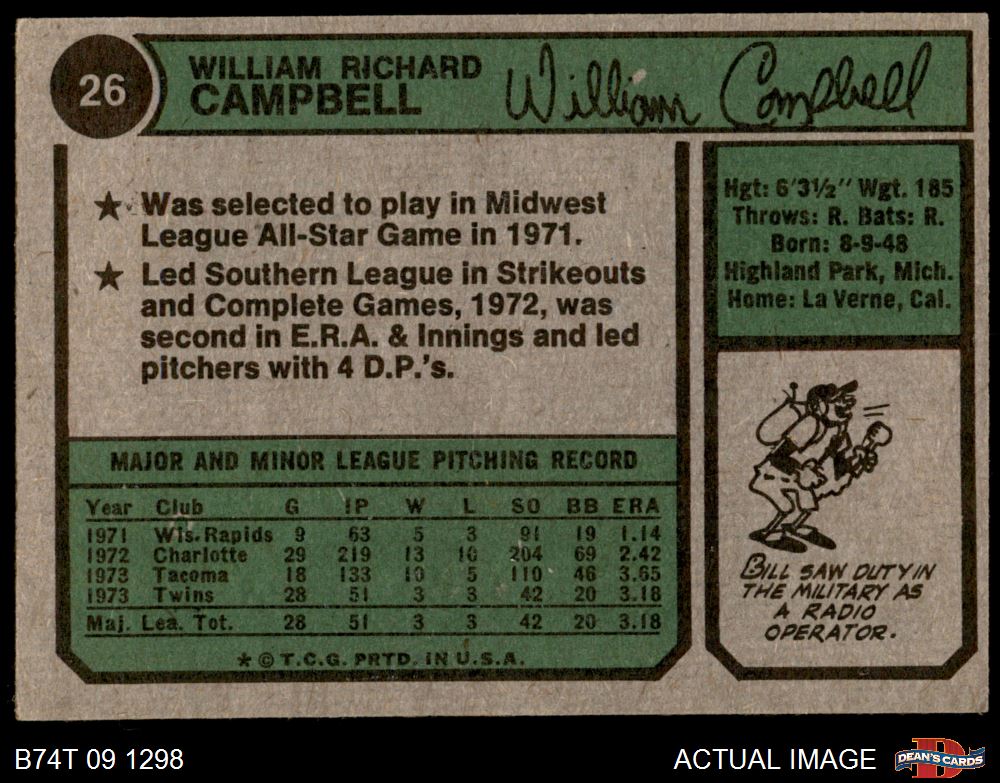 26
WILLIAM RICHARD
CAMPBELL
William Campbell
★ Was selected to play in Midwest
League All-Star Game in 1971.
★ Led Southern League in Strikeouts
and Complete Games, 1972, was
second in E.R.A. & Innings and led
pitchers with 4 D.P.'s.
Hgt: 6'3½" Wgt. 185
Throws: R. Bats: R.
Born: 8-9-48
Highland Park, Mich.
Home: La Verne, Cal.
MAJOR AND MINOR LEAGUE PITCHING RECORD
Year Club G IP W L SO BB ERA
1971 Wis. Rapids 9 63 5 3 91 19 1.14
1972 Charlotte 29 219 13 10 204 69 2.42
1973 Tacoma 18 133 10 5 110 46 3.65
1973 Twins 28 51 3 3 42 20 3.18
Maj. Lea. Tot. 28 51 3 3 42 20 3.18
★ © T.C.G. PRTD. IN U.S.A.
BILL SAW DUTY IN
THE MILITARY AS
A RADIO
OPERATOR.
B74T 09 1298
ACTUAL IMAGE
D
DEAN'S CARDS